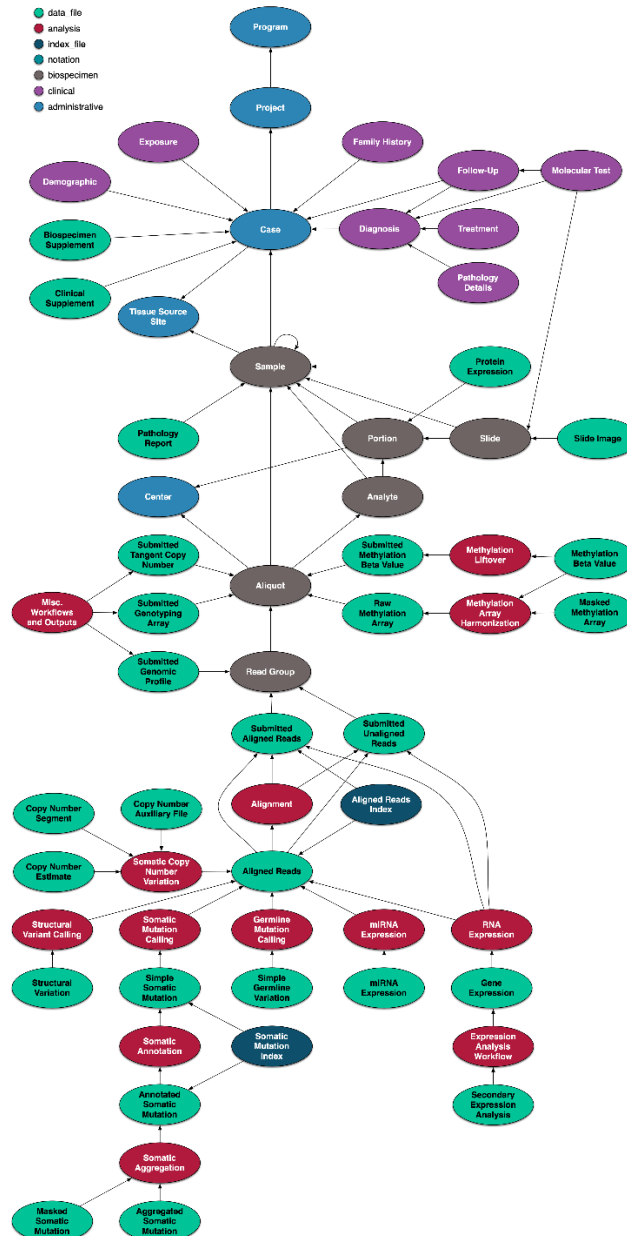 data_file
analysis
index_file
notation
biospecimen
clinical
administrative
Program
Project
Exposure
Family History
Demographic
Follow-Up
Molecular Test
Biospecimen
Supplement
Case
Diagnosis
Treatment
Clinical
Supplement
Tissue Source
Site
Pathology
Details
Sample
Protein
Expression
Pathology
Report
Portion
Slide
Slide Image
Center
Analyte
Submitted
Tangent Copy
Number
Submitted
Methylation
Beta Value
Methylation
Liftover
Methylation
Beta Value
Misc.
Workflows
and Outputs
Submitted
Genotyping
Array
Aliquot
Raw
Methylation
Array
Methylation
Array
Harmonization
Masked
Methylation
Array
Submitted
Genomic
Profile
Read Group
Submitted
Aligned Reads
Submitted
Unaligned
Reads
Copy Number
Segment
Copy Number
Auxiliary File
Alignment
Aligned Reads
Index
Copy Number
Estimate
Somatic Copy
Number
Variation
Aligned Reads
Structural
Variant Calling
Somatic
Mutation
Calling
Germline
Mutation
Calling
miRNA
Expression
RNA
Expression
Structural
Variation
Simple
Somatic
Mutation
Simple
Germline
Variation
miRNA
Expression
Gene
Expression
Somatic
Annotation
Somatic
Mutation
Index
Expression
Analysis
Workflow
Annotated
Somatic
Mutation
Secondary
Expression
Analysis
Somatic
Aggregation
Masked
Somatic
Mutation
Aggregated
Somatic
Mutation